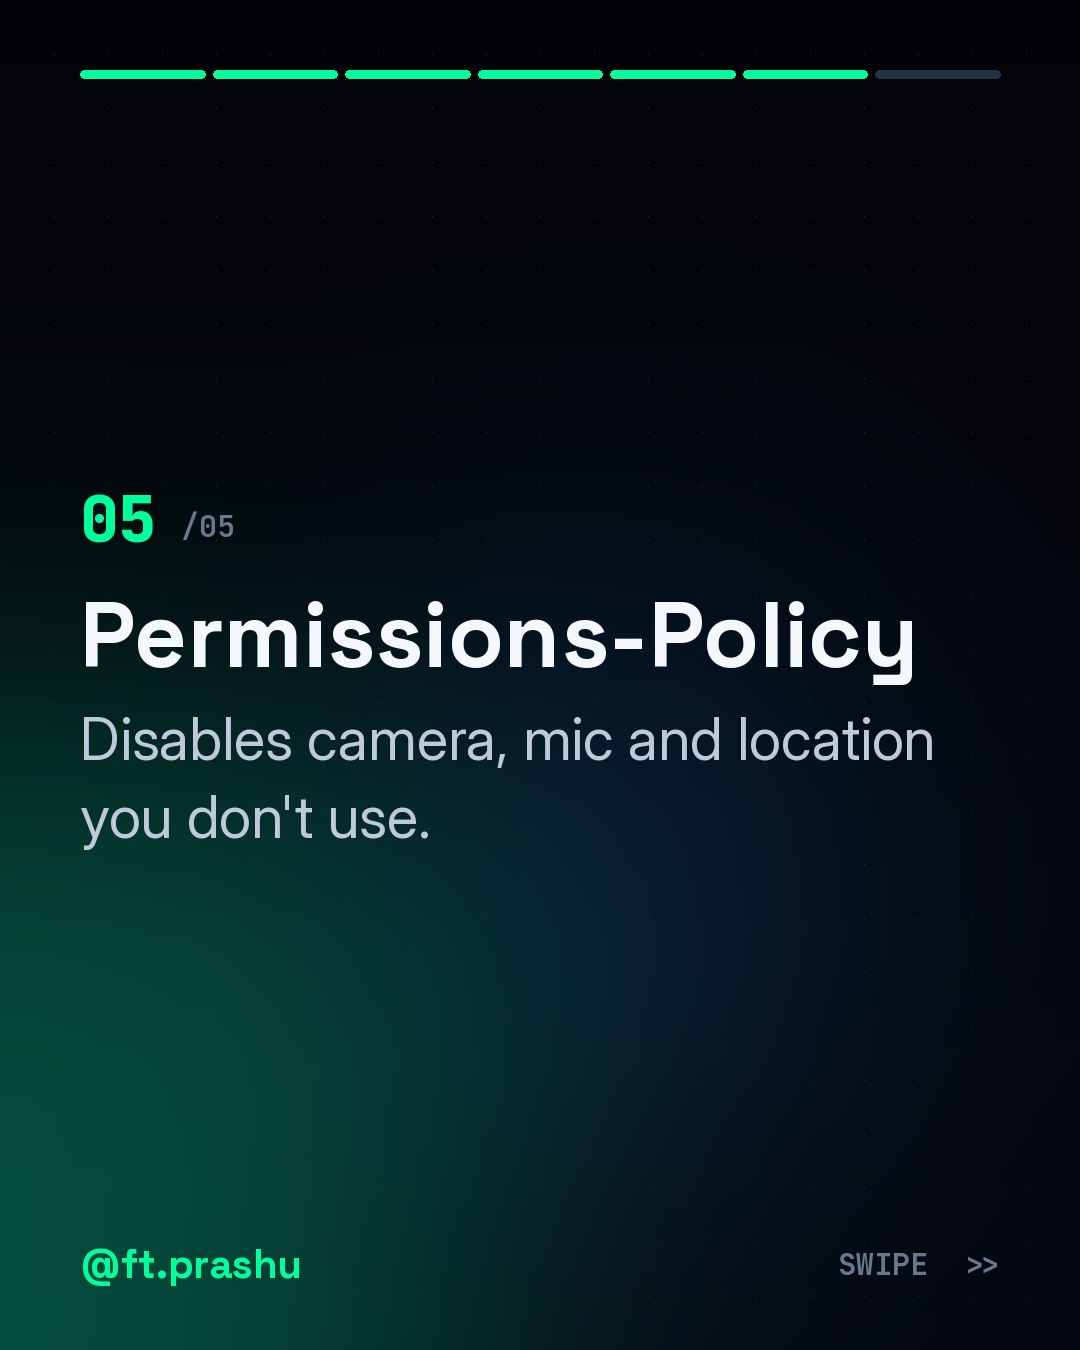 05 /05
Permissions-Policy
Disables camera, mic and location
you don't use.
@ft.prashu
SWIPE >>